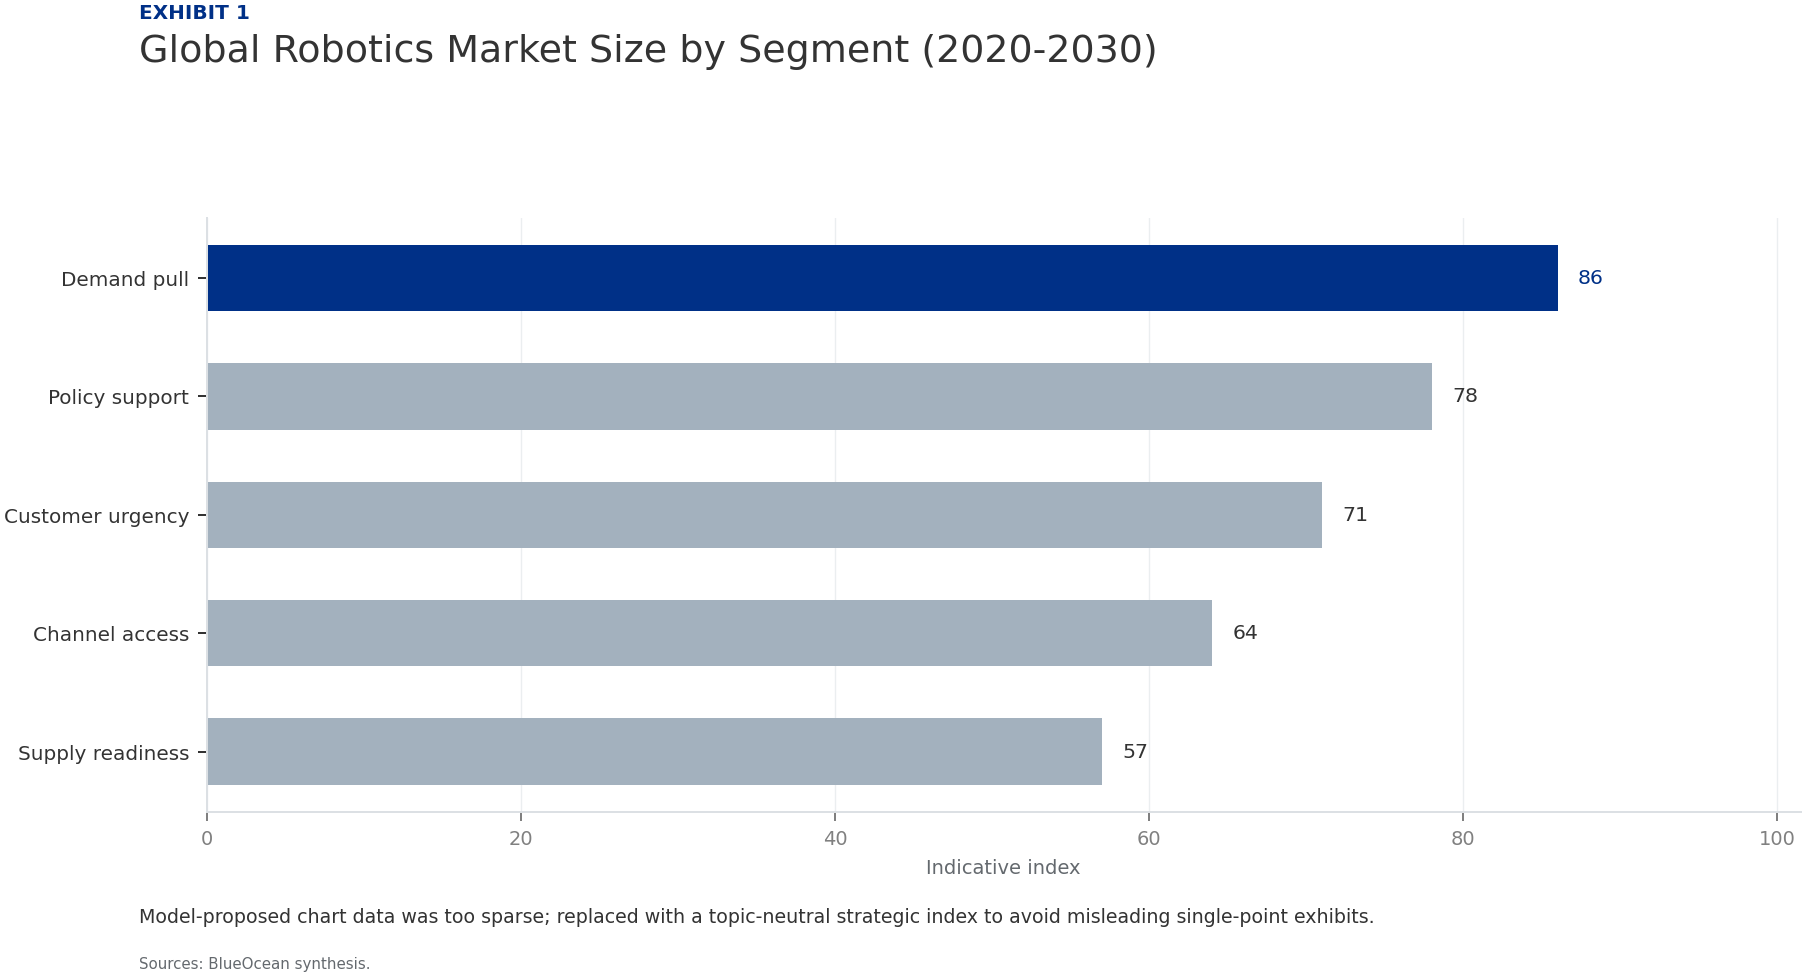 EXHIBIT 1
Global Robotics Market Size by Segment (2020-2030)
Demand pull
86
Policy support
78
Customer urgency
71
Channel access
64
Supply readiness
57
0 20 40 60 80 100
Indicative index
Model-proposed chart data was too sparse; replaced with a topic-neutral strategic index to avoid misleading single-point exhibits.
Sources: BlueOcean synthesis.